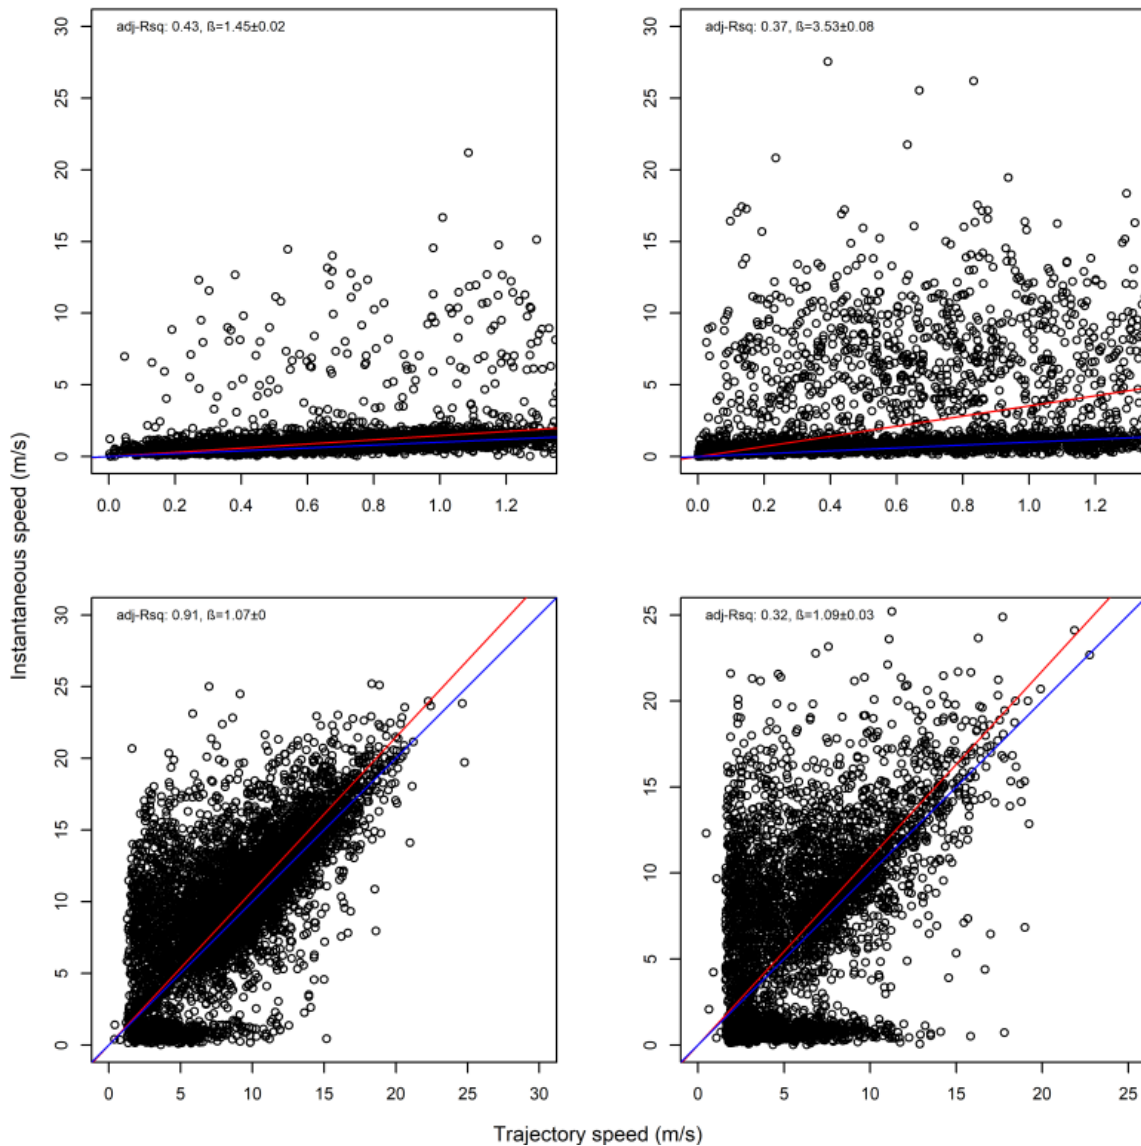 adj-Rsq: 0.43, ß=1.45±0.02
30
25
20
15
10
5
0
0.0 0.2 0.4 0.6 0.8 1.0 1.2
adj-Rsq: 0.37, ß=3.53±0.08
30
25
20
15
10
5
0
0.0 0.2 0.4 0.6 0.8 1.0 1.2
Instantaneous speed (m/s)
adj-Rsq: 0.91, ß=1.07±0
30
25
20
15
10
5
0
0 5 10 15 20 25 30
adj-Rsq: 0.32, ß=1.09±0.03
25
20
15
10
5
0
0 5 10 15 20 25
Trajectory speed (m/s)